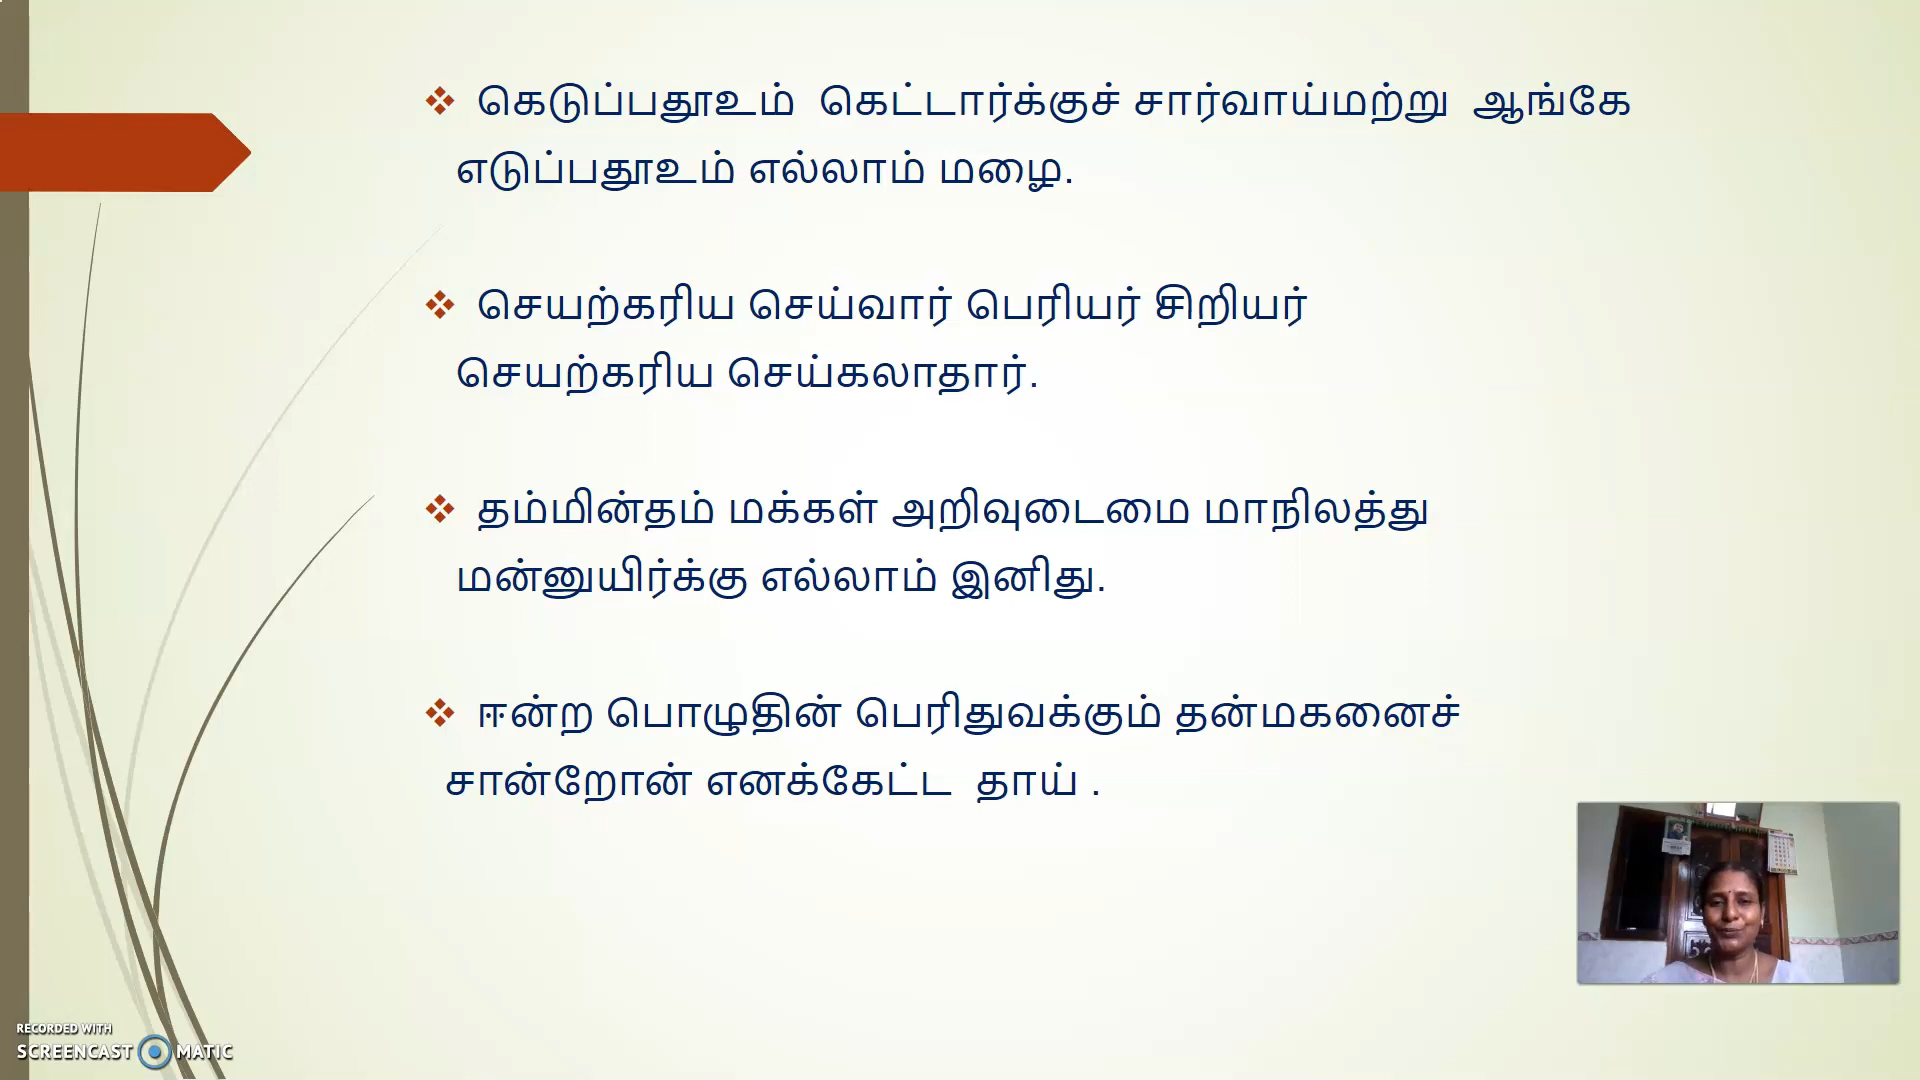 கெடுப்பதூஉம் கெட்டார்க்குச் சார்வாய்மற்று ஆங்கே
எடுப்பதூஉம் எல்லாம் மழை.
செயற்கரிய செய்வார் பெரியர் சிறியர்
செயற்கரிய செய்கலாதார்.
தம்மின்தம் மக்கள் அறிவுடைமை மாநிலத்து
மன்னுயிர்க்கு எல்லாம் இனிது.
ஈன்ற பொழுதின் பெரிதுவக்கும் தன்மகனைச்
சான்றோன் எனக்கேட்ட தாய் .
RECORDED WITH
SCREENCAST MATIC